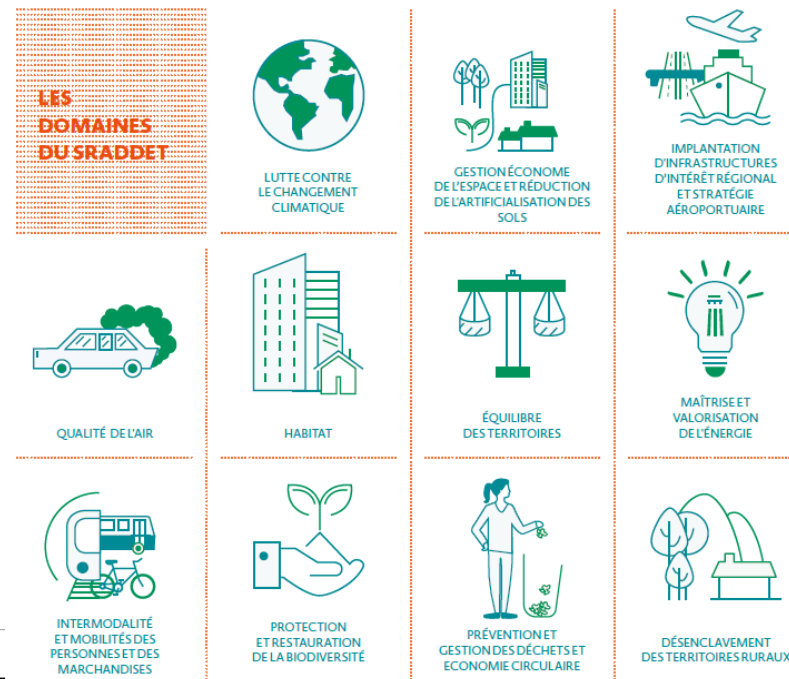 LES
DOMAINES
DU SRADDET
LUTTE CONTRE
LE CHANGEMENT
CLIMATIQUE
GESTION ÉCONOME
DE L'ESPACE ET RÉDUCTION
DE L'ARTIFICIALISATION DES
SOLS
IMPLANTATION
D'INFRASTRUCTURES
D'INTÉRÊT RÉGIONAL
ET STRATÉGIE
AÉROPORTUAIRE
QUALITÉ DE L'AIR
HABITAT
ÉQUILIBRE
DES TERRITOIRES
MAÎTRISE ET
VALORISATION
DE L'ÉNERGIE
INTERMODALITÉ
ET MOBILITÉS DES
PERSONNES ET DES
MARCHANDISES
PROTECTION
ET RESTAURATION
DE LA BIODIVERSITÉ
PRÉVENTION ET
GESTION DES DÉCHETS ET
ECONOMIE CIRCULAIRE
DÉSENCLAVEMENT
DES TERRITOIRES RURAUX